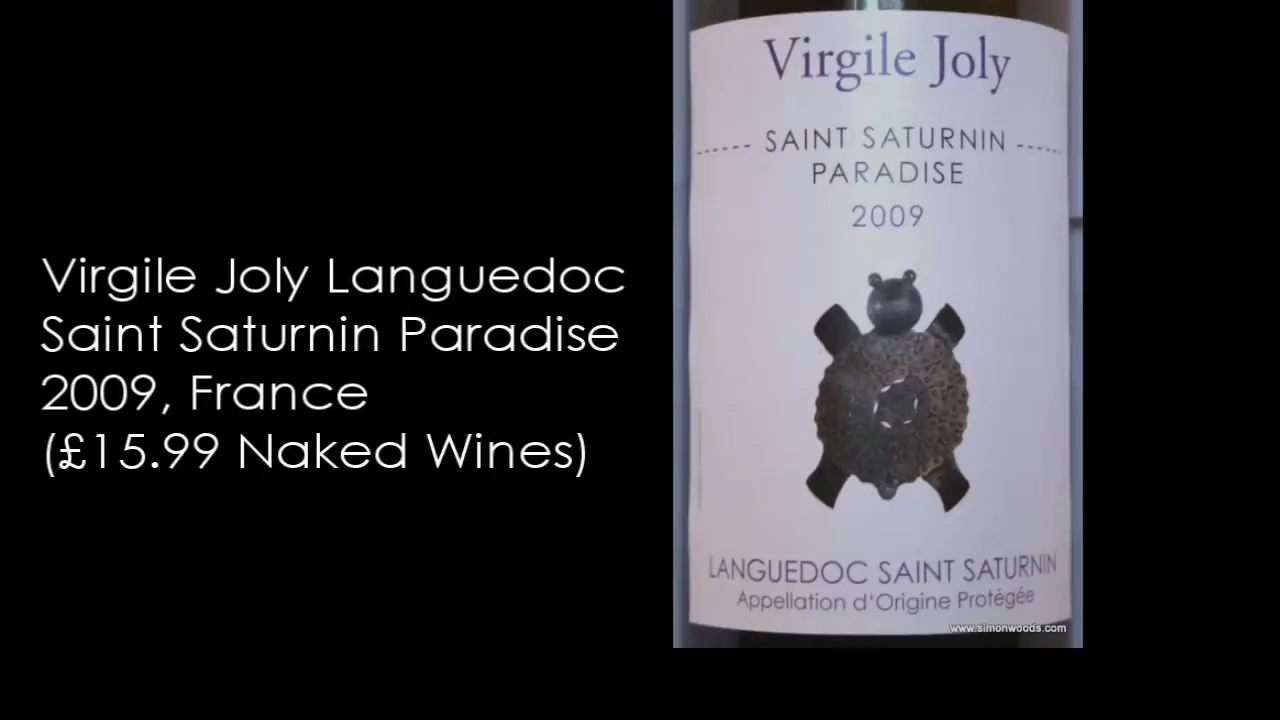 Virgile Joly Languedoc
Saint Saturnin Paradise
2009, France
(£15.99 Naked Wines)
Virgile Joly
SAINT SATURNIN
PARADISE
2009
LANGUEDOC SAINT SATURNIN
Appellation d'Origine Protégée
www.simonwoods.com